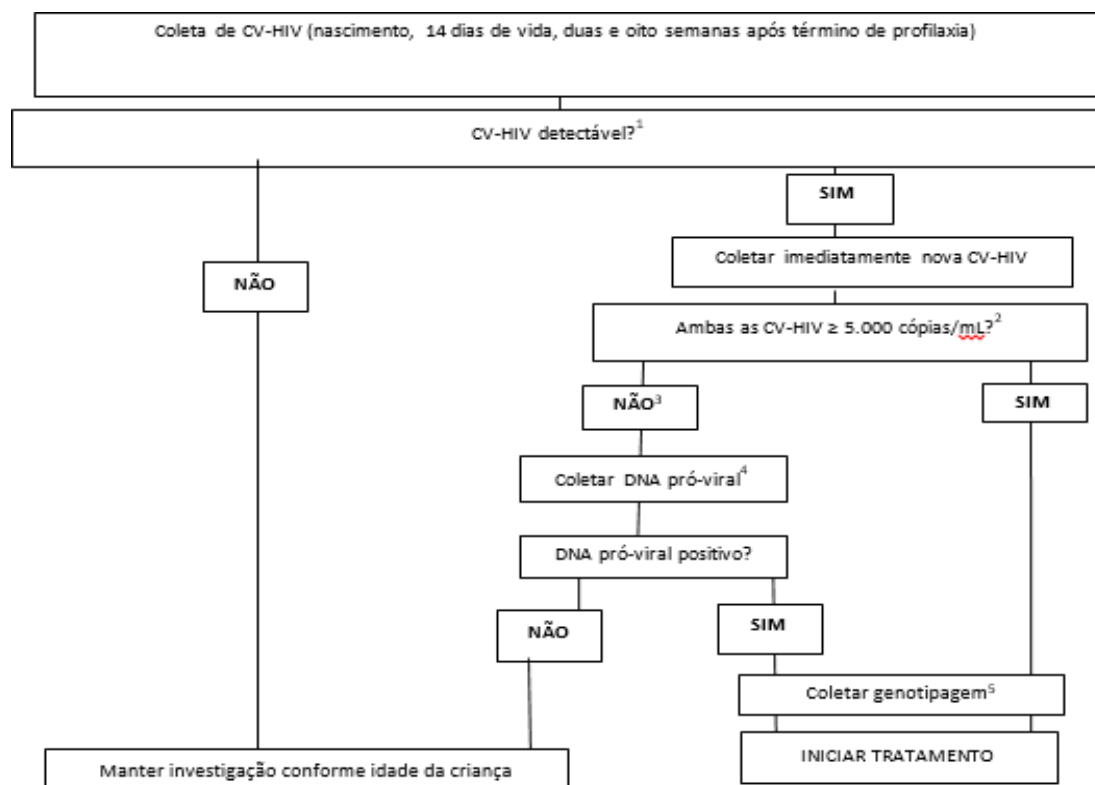 Coleta de CV-HIV (nascimento, 14 dias de vida, duas e oito semanas após término de profilaxia)
CV-HIV detectável?¹
SIM
Coletar imediatamente nova CV-HIV
NÃO
Ambas as CV-HIV ≥ 5.000 cópias/mL?²
NÃO³
SIM
Coletar DNA pró-viral⁴
DNA pró-viral positivo?
NÃO
SIM
Coletar genotipagem⁵
INICIAR TRATAMENTO
Manter investigação conforme idade da criança